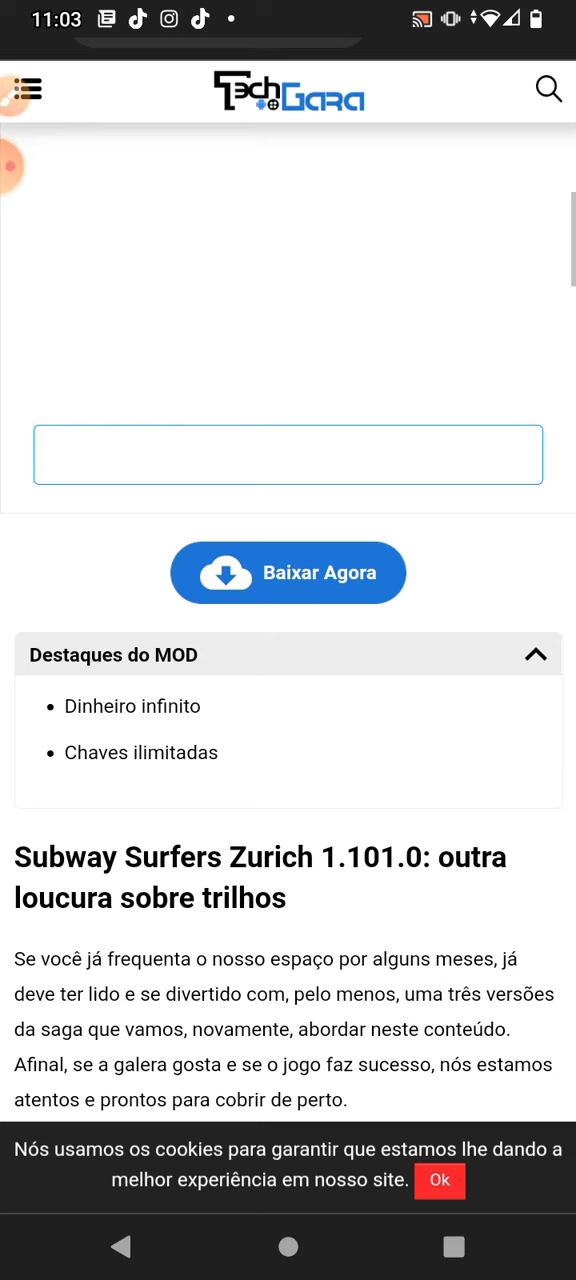 11:03
TechGara
Baixar Agora
Destaques do MOD
Dinheiro infinito
Chaves ilimitadas
Subway Surfers Zurich 1.101.0: outra
loucura sobre trilhos
Se você já frequenta o nosso espaço por alguns meses, já
deve ter lido e se divertido com, pelo menos, uma três versões
da saga que vamos, novamente, abordar neste conteúdo.
Afinal, se a galera gosta e se o jogo faz sucesso, nós estamos
atentos e prontos para cobrir de perto.
Nós usamos os cookies para garantir que estamos lhe dando a
melhor experiência em nosso site. Ok